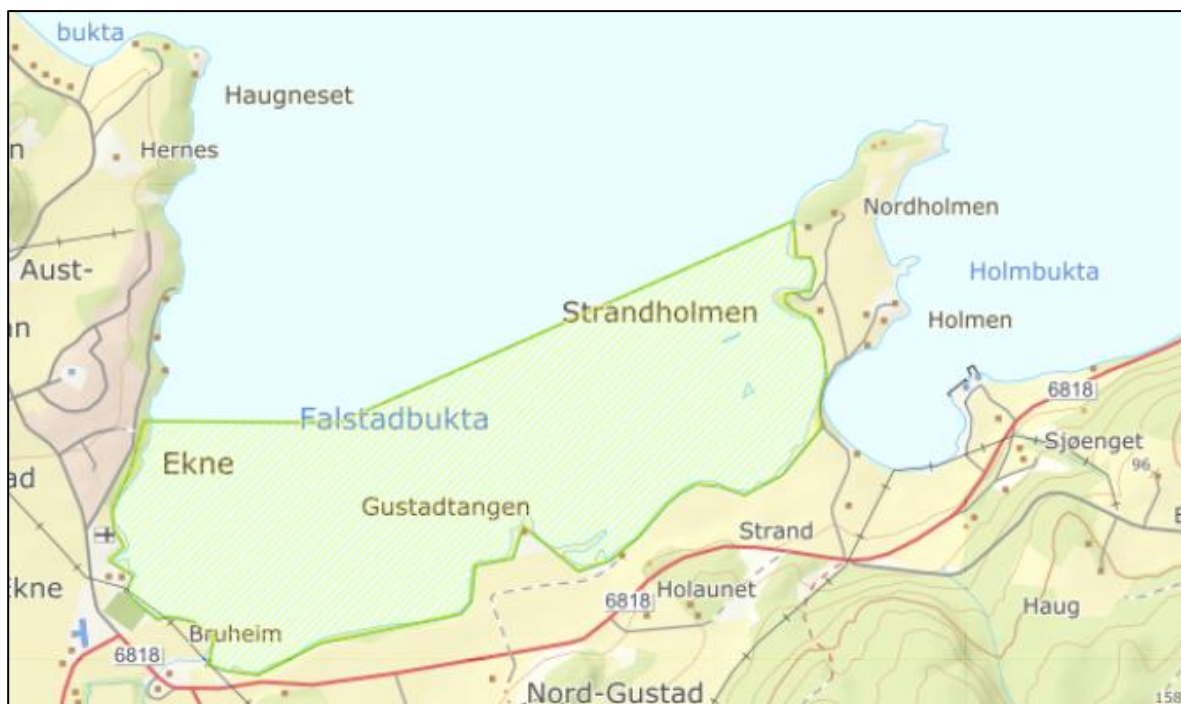 bukta
Haugneset
Hernes
Nordholmen
Aust-
Holmbukta
Strandholmen
Holmen
6818
Falstadbukta
Sjøenget
Ekne
96
Gustadtangen
Strand
Holaunet
6818
Haug
Bruheim
6818
Nord-Gustad
158